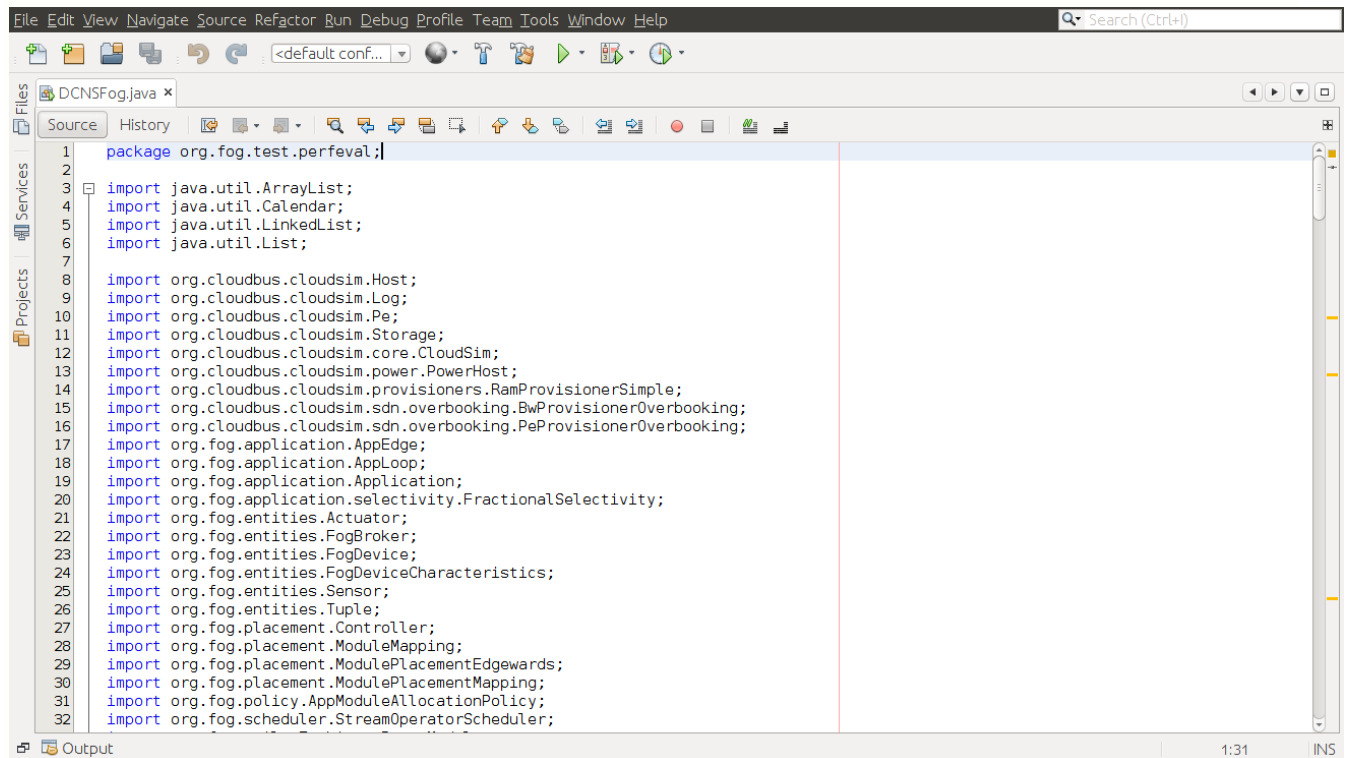 File Edit View Navigate Source Refactor Run Debug Profile Team Tools Window Help Search (Ctrl+I)
<default conf...
DCNSFog.java
Source History
Files
Services
Projects
1 package org.fog.test.perfeval;
2
3 import java.util.ArrayList;
4 import java.util.Calendar;
5 import java.util.LinkedList;
6 import java.util.List;
7
8 import org.cloudbus.cloudsim.Host;
9 import org.cloudbus.cloudsim.Log;
10 import org.cloudbus.cloudsim.Pe;
11 import org.cloudbus.cloudsim.Storage;
12 import org.cloudbus.cloudsim.core.CloudSim;
13 import org.cloudbus.cloudsim.power.PowerHost;
14 import org.cloudbus.cloudsim.provisioners.RamProvisionerSimple;
15 import org.cloudbus.cloudsim.sdn.overbooking.BwProvisionerOverbooking;
16 import org.cloudbus.cloudsim.sdn.overbooking.PeProvisionerOverbooking;
17 import org.fog.application.AppEdge;
18 import org.fog.application.AppLoop;
19 import org.fog.application.Application;
20 import org.fog.application.selectivity.FractionalSelectivity;
21 import org.fog.entities.Actuator;
22 import org.fog.entities.FogBroker;
23 import org.fog.entities.FogDevice;
24 import org.fog.entities.FogDeviceCharacteristics;
25 import org.fog.entities.Sensor;
26 import org.fog.entities.Tuple;
27 import org.fog.placement.Controller;
28 import org.fog.placement.ModuleMapping;
29 import org.fog.placement.ModulePlacementEdgewards;
30 import org.fog.placement.ModulePlacementMapping;
31 import org.fog.policy.AppModuleAllocationPolicy;
32 import org.fog.scheduler.StreamOperatorScheduler;
Output 1:31 INS